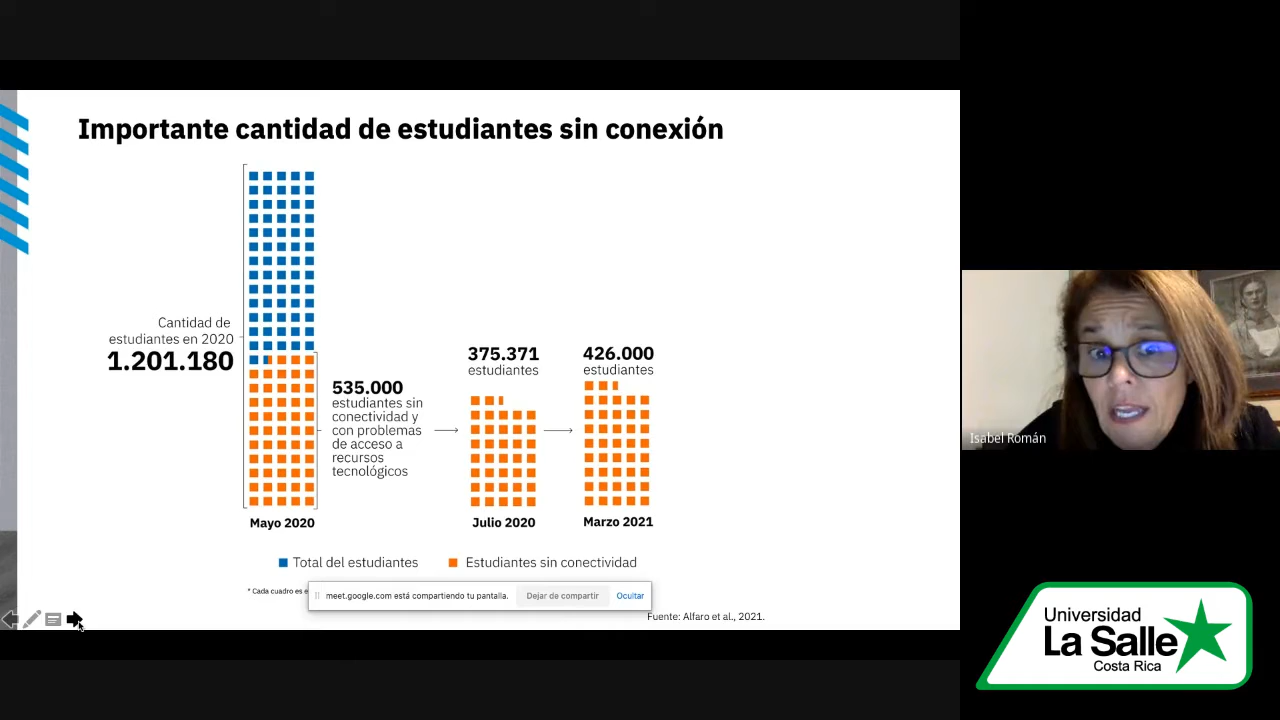 Importante cantidad de estudiantes sin conexión
Cantidad de
estudiantes en 2020
1.201.180
535.000
estudiantes sin
conectividad y
con problemas
de acceso a
recursos
tecnológicos
375.371
estudiantes
426.000
estudiantes
Mayo 2020
Julio 2020
Marzo 2021
Total del estudiantes
Estudiantes sin conectividad
* Cada cuadro es
meet.google.com está compartiendo tu pantalla.
Dejar de compartir
Ocultar
Fuente: Alfaro et al., 2021.
Isabel Román
Universidad
La Salle
Costa Rica